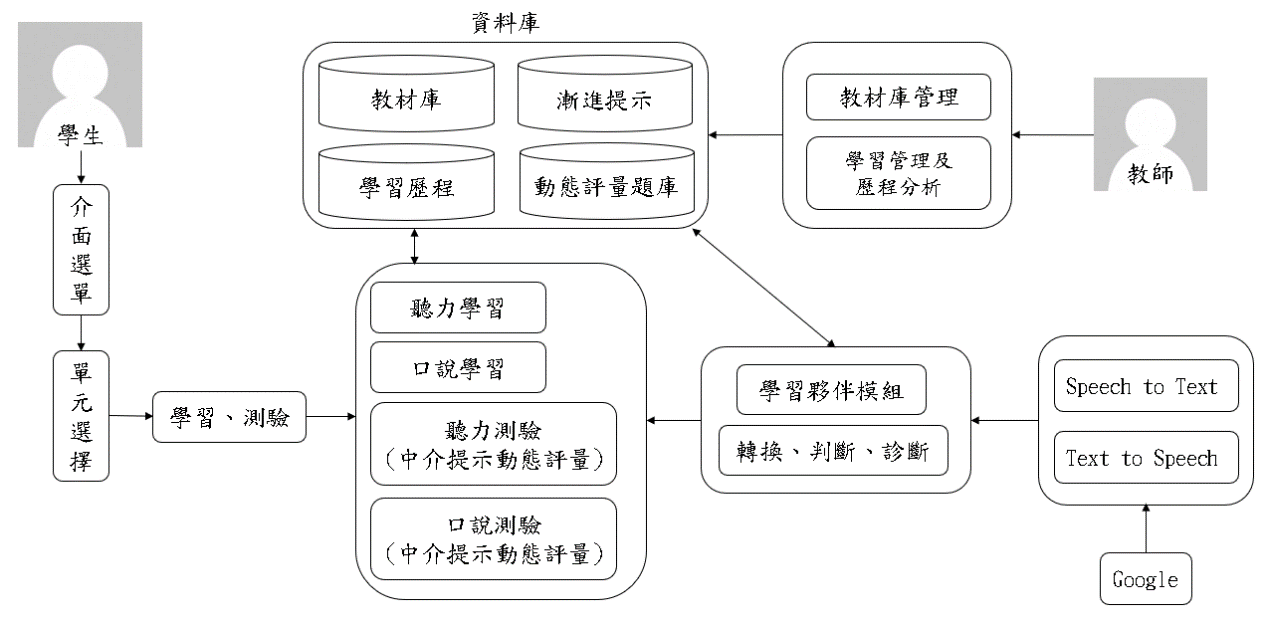 資料庫
學生
教材庫
漸進提示
學習歷程
動態評量題庫
教材庫管理
學習管理及
歷程分析
教師
介面選單
單元選擇
學習、測驗
聽力學習
口說學習
聽力測驗
(中介提示動態評量)
口說測驗
(中介提示動態評量)
學習夥伴模組
轉換、判斷、診斷
Speech to Text
Text to Speech
Google